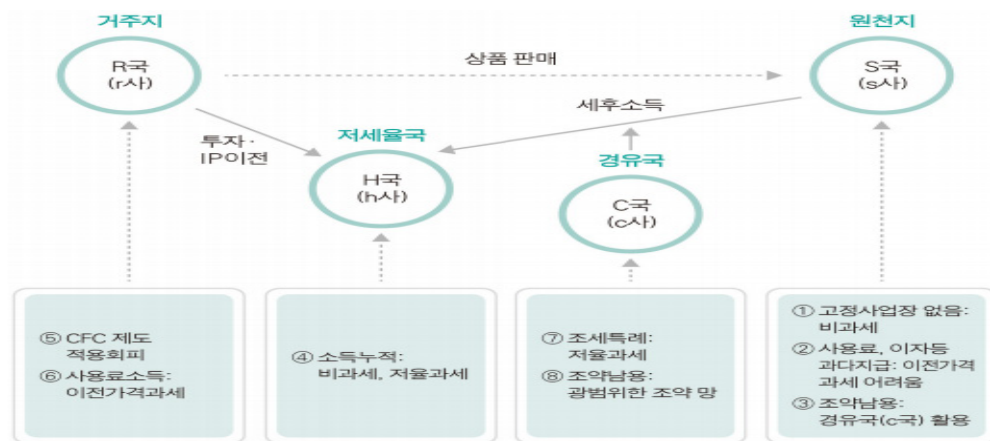 거주지
원천지
R국
(r사)
상품 판매
S국
(s사)
세후소득
투자·
IP이전
저세율국
경유국
H국
(h사)
C국
(c사)
⑤ CFC 제도
적용회피
⑥ 사용료소득:
이전가격과세
④ 소득누적:
비과세, 저율과세
⑦ 조세특례:
저율과세
⑧ 조약남용:
광범위한 조약 망
① 고정사업장 없음:
비과세
② 사용료, 이자등
과다지급: 이전가격
과세 어려움
③ 조약남용:
경유국(c국) 활용